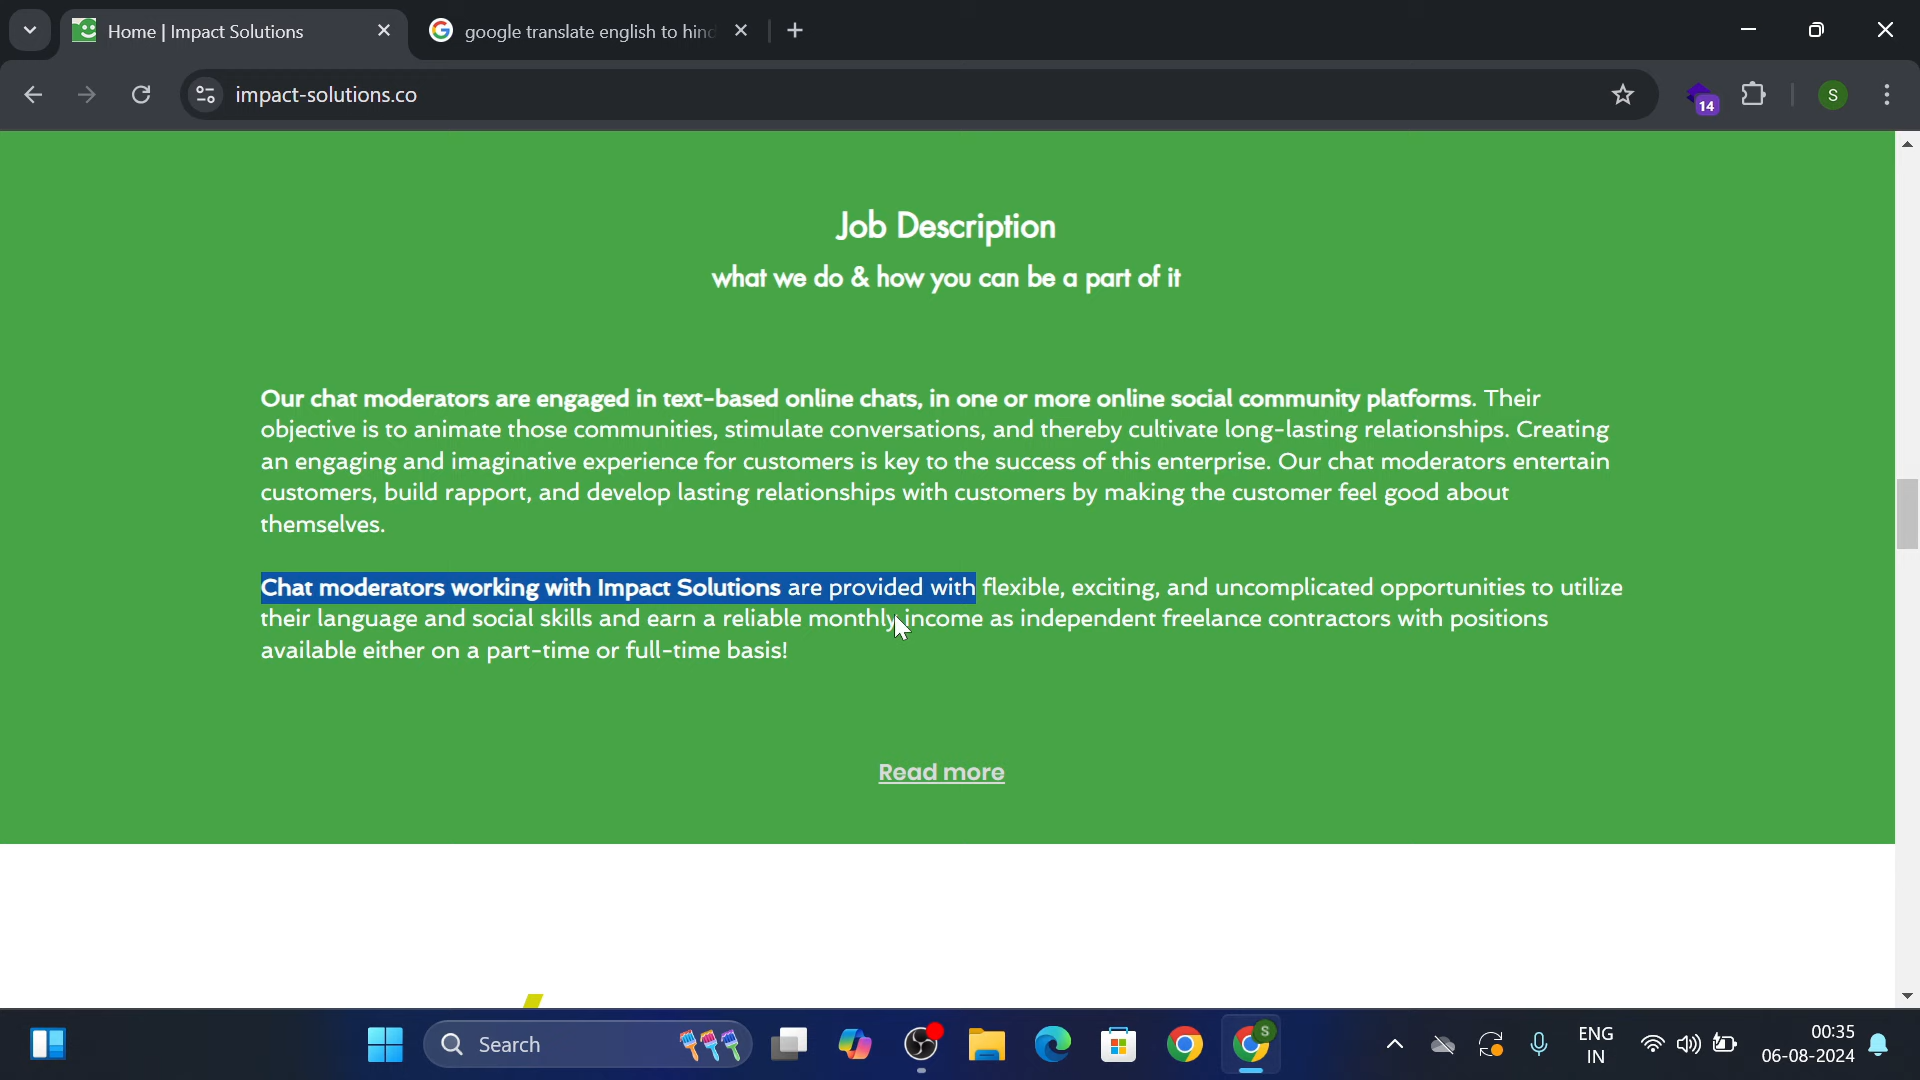 Home | Impact Solutions
google translate english to hin
impact-solutions.co
14
S
Job Description
what we do & how you can be a part of it
Our chat moderators are engaged in text-based online chats, in one or more online social community platforms. Their
objective is to animate those communities, stimulate conversations, and thereby cultivate long-lasting relationships. Creating
an engaging and imaginative experience for customers is key to the success of this enterprise. Our chat moderators entertain
customers, build rapport, and develop lasting relationships with customers by making the customer feel good about
themselves.
Chat moderators working with Impact Solutions are provided with flexible, exciting, and uncomplicated opportunities to utilize
their language and social skills and earn a reliable monthly income as independent freelance contractors with positions
available either on a part-time or full-time basis!
Read more
Search
S
ENG
IN
00:35
06-08-2024